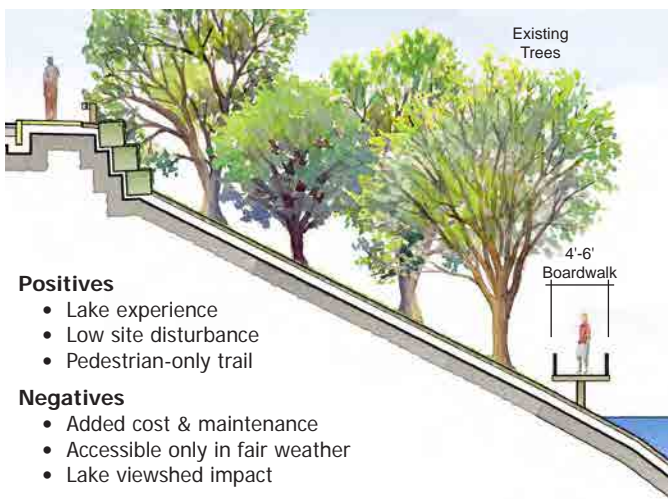 Existing
Trees
4'-6'
Boardwalk
Positives
• Lake experience
• Low site disturbance
• Pedestrian-only trail
Negatives
• Added cost & maintenance
• Accessible only in fair weather
• Lake viewshed impact